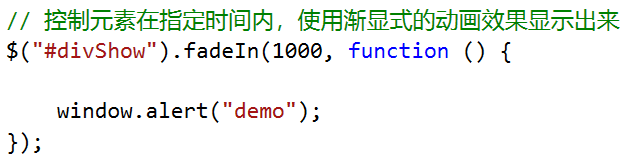 // 控制元素在指定时间内，使用渐显式的动画效果显示出来
$("#divShow").fadeIn(1000, function () {
window.alert("demo");
});